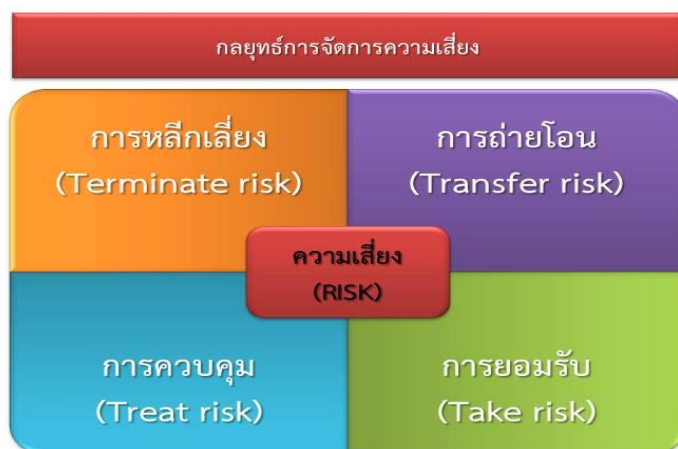 กลยุทธ์การจัดการความเสี่ยง
การหลีกเลี่ยง
(Terminate risk)
การถ่ายโอน
(Transfer risk)
ความเสี่ยง
(RISK)
การควบคุม
(Treat risk)
การยอมรับ
(Take risk)